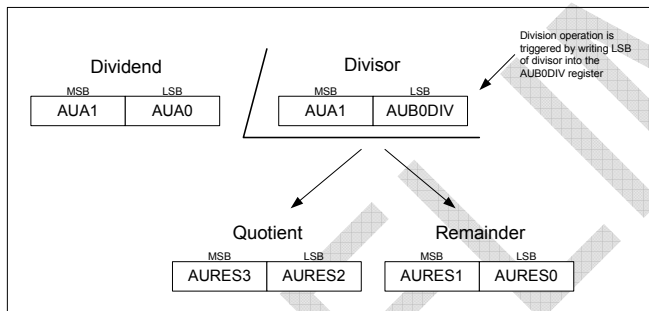 Division operation is
triggered by writing LSB
of divisor into the
AUB0DIV register
Dividend
MSB LSB
AUA1 AUA0
Divisor
MSB LSB
AUA1 AUB0DIV
Quotient
MSB LSB
AURES3 AURES2
Remainder
MSB LSB
AURES1 AURES0